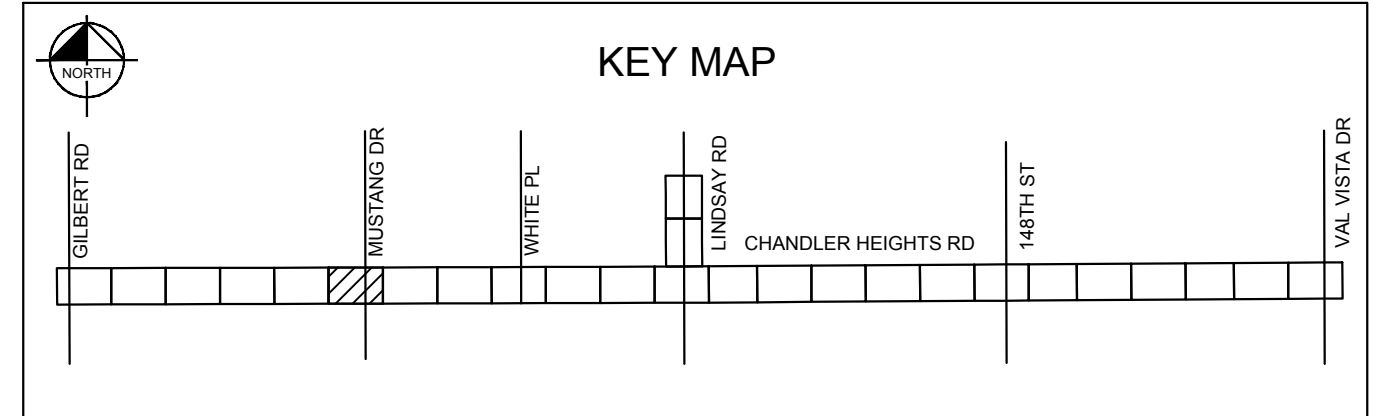 NORTH
KEY MAP
GILBERT RD
MUSTANG DR
WHITE PL
LINDSAY RD
CHANDLER HEIGHTS RD
148TH ST
VAL VISTA DR